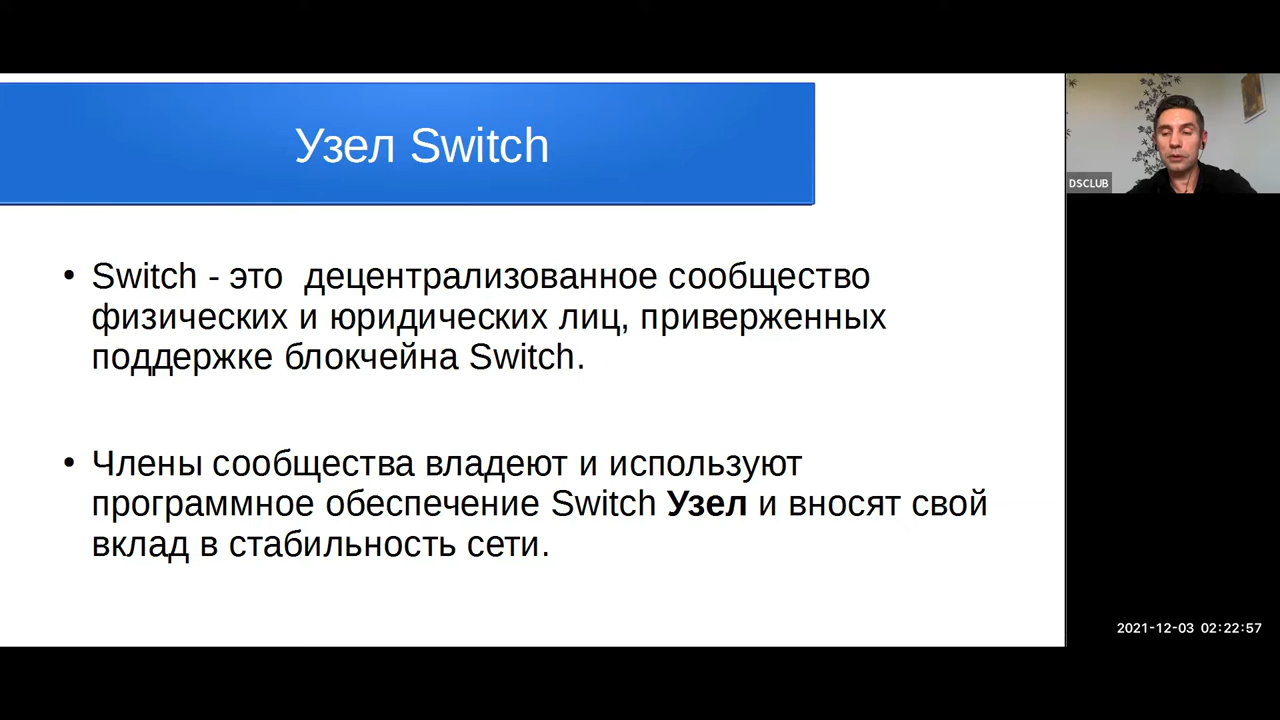 Узел Switch
• Switch - это  децентрализованное сообщество
физических и юридических лиц, приверженных
поддержке блокчейна Switch.
• Члены сообщества владеют и используют
программное обеспечение Switch Узел и вносят свой
вклад в стабильность сети.
DSCLUB
2021-12-03 02:22:57